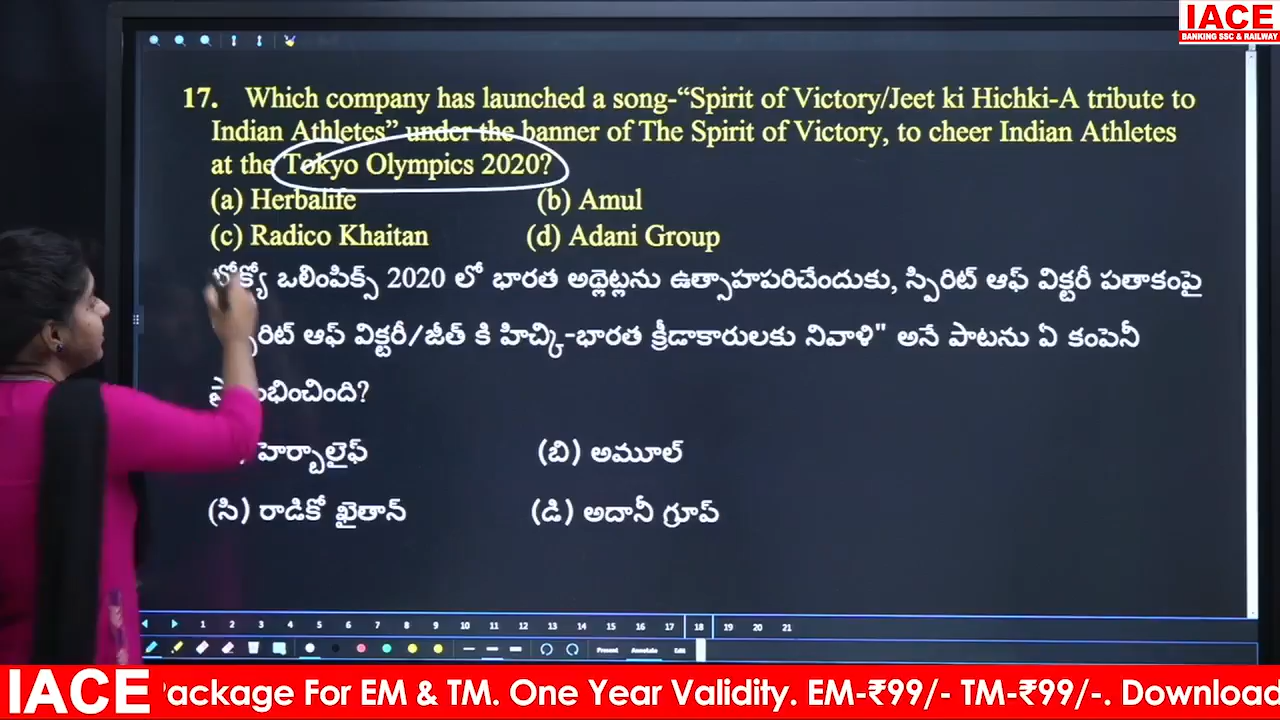 IACE
BANKING SSC & RAILWAY
17. Which company has launched a song-“Spirit of Victory/Jeet ki Hichki-A tribute to
Indian Athletes” under the banner of The Spirit of Victory, to cheer Indian Athletes
at the Tokyo Olympics 2020?
(a) Herbalife (b) Amul
(c) Radico Khaitan (d) Adani Group
ఒలింపిక్స్ 2020 లో భారత అథ్లెట్లను ఉత్సాహపరిచేందుకు, స్పిరిట్ ఆఫ్ విక్టరీ పతాకంపై
ఆఫ్ విక్టరీ/జీత్ కి హిచ్కి-భారత క్రీడాకారులకు నివాళి" అనే పాటను ఏ కంపెనీ
హెర్బాలైఫ్ (బి) అమూల్
(సి) రాడికో ఖైతాన్ (డి) అదానీ గ్రూప్
1 2 3 4 5 6 7 8 9 10 11 12 13 14 15 16 17 18 19 20 21
Present Annotate Edit
IACE Package For EM & TM. One Year Validity. EM-₹99/- TM-₹99/-. Download